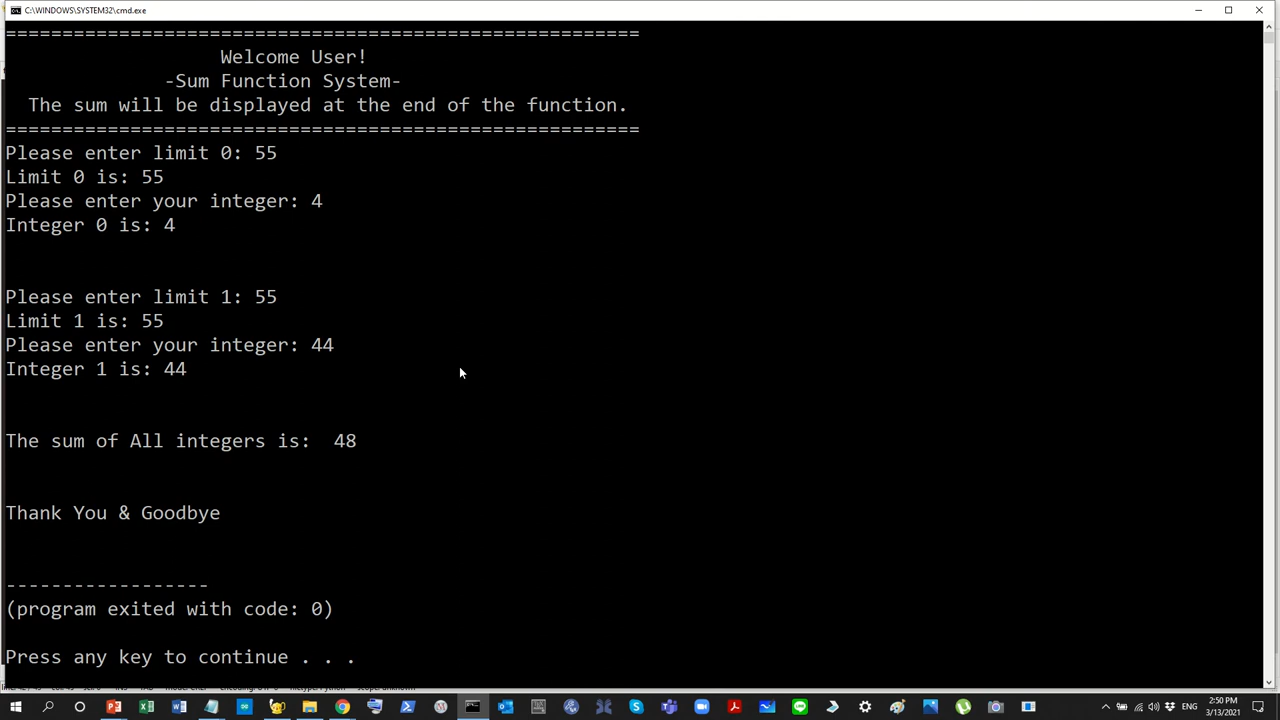 C:\WINDOWS\SYSTEM32\cmd.exe
========================================================
Welcome User!
-Sum Function System-
The sum will be displayed at the end of the function.
========================================================
Please enter limit 0: 55
Limit 0 is: 55
Please enter your integer: 4
Integer 0 is: 4
Please enter limit 1: 55
Limit 1 is: 55
Please enter your integer: 44
Integer 1 is: 44
The sum of All integers is:  48
Thank You & Goodbye
------------------
(program exited with code: 0)
Press any key to continue . . .
ENG
2:50 PM
3/13/2021